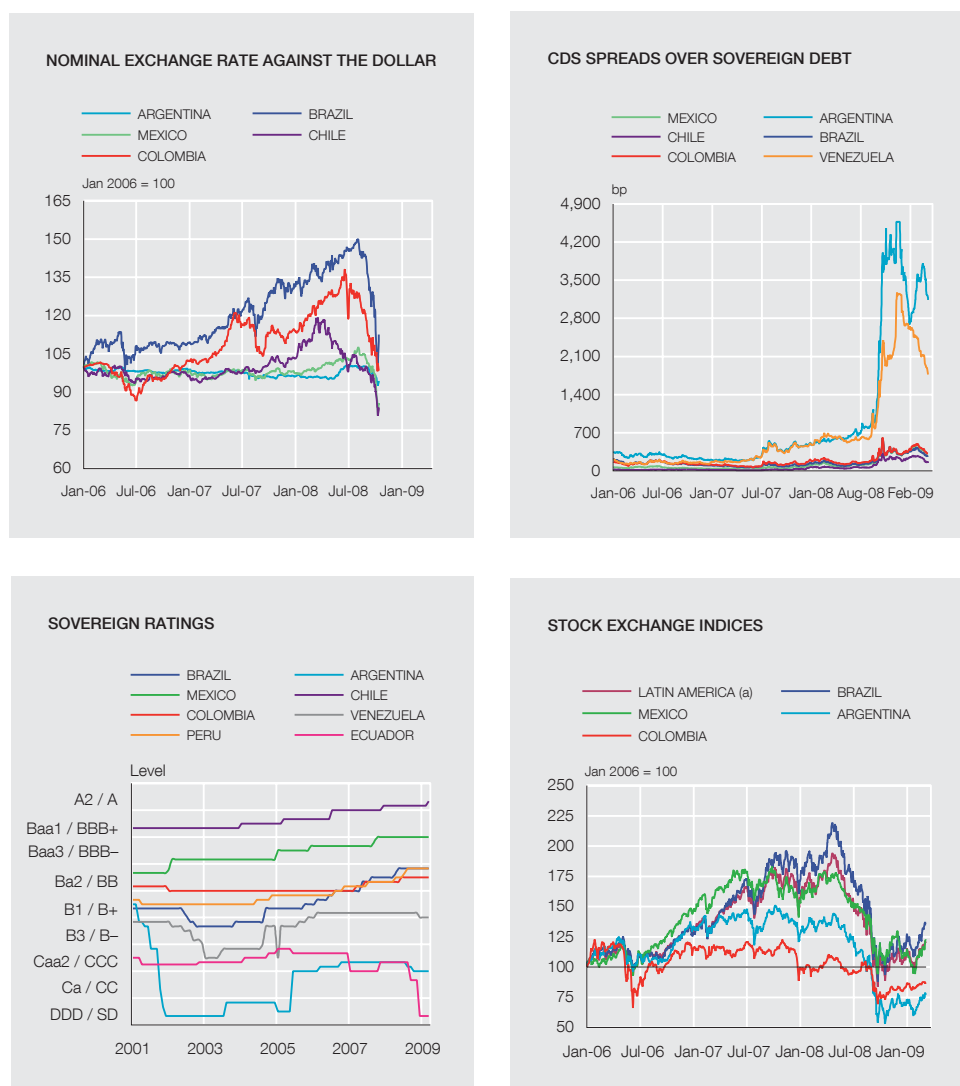 NOMINAL EXCHANGE RATE AGAINST THE DOLLAR
ARGENTINA BRAZIL
MEXICO CHILE
COLOMBIA
Jan 2006 = 100
165
150
135
120
105
90
75
60
Jan-06 Jul-06 Jan-07 Jul-07 Jan-08 Jul-08 Jan-09
CDS SPREADS OVER SOVEREIGN DEBT
MEXICO ARGENTINA
CHILE BRAZIL
COLOMBIA VENEZUELA
bp
4,900
4,200
3,500
2,800
2,100
1,400
700
0
Jan-06 Jul-06 Jan-07 Jul-07 Jan-08 Aug-08 Feb-09
SOVEREIGN RATINGS
BRAZIL ARGENTINA
MEXICO CHILE
COLOMBIA VENEZUELA
PERU ECUADOR
Level
A2 / A
Baa1 / BBB+
Baa3 / BBB–
Ba2 / BB
B1 / B+
B3 / B–
Caa2 / CCC
Ca / CC
DDD / SD
2001 2003 2005 2007 2009
STOCK EXCHANGE INDICES
LATIN AMERICA (a) BRAZIL
MEXICO ARGENTINA
COLOMBIA
Jan 2006 = 100
250
225
200
175
150
125
100
75
50
Jan-06 Jul-06 Jan-07 Jul-07 Jan-08 Jul-08 Jan-09